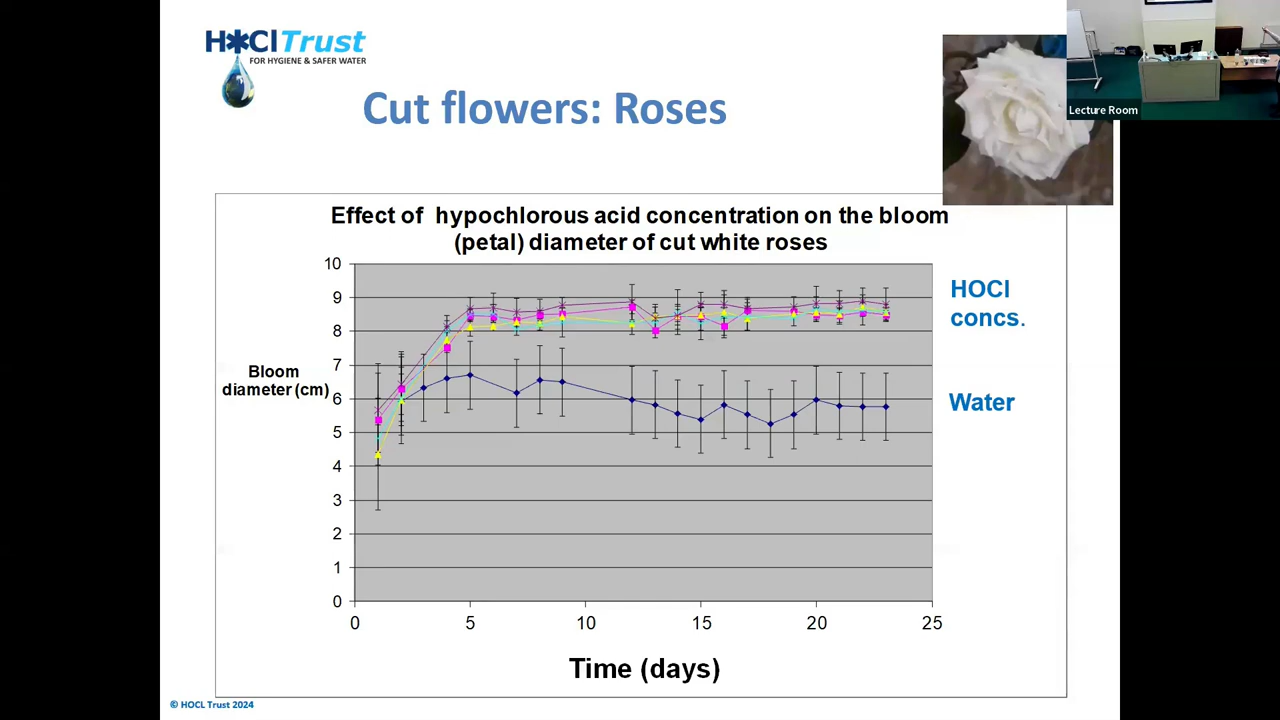 HOCl Trust
FOR HYGIENE & SAFER WATER
Cut flowers: Roses
Lecture Room
Effect of hypochlorous acid concentration on the bloom
(petal) diameter of cut white roses
10
9
8
7
6
5
4
3
2
1
0
Bloom
diameter (cm)
HOCl
concs.
Water
0 5 10 15 20 25
Time (days)
© HOCL Trust 2024